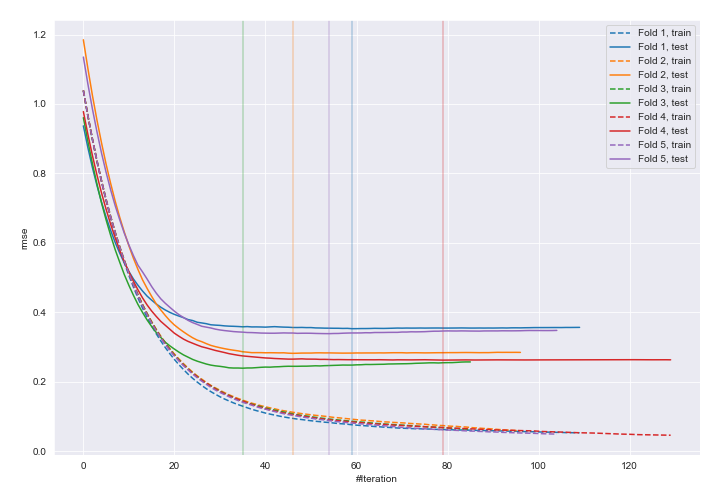 1.2
1.0
0.8
0.6
0.4
0.2
0.0
rmse
0
20
40
60
80
100
120
#iteration
Fold 1, train
Fold 1, test
Fold 2, train
Fold 2, test
Fold 3, train
Fold 3, test
Fold 4, train
Fold 4, test
Fold 5, train
Fold 5, test